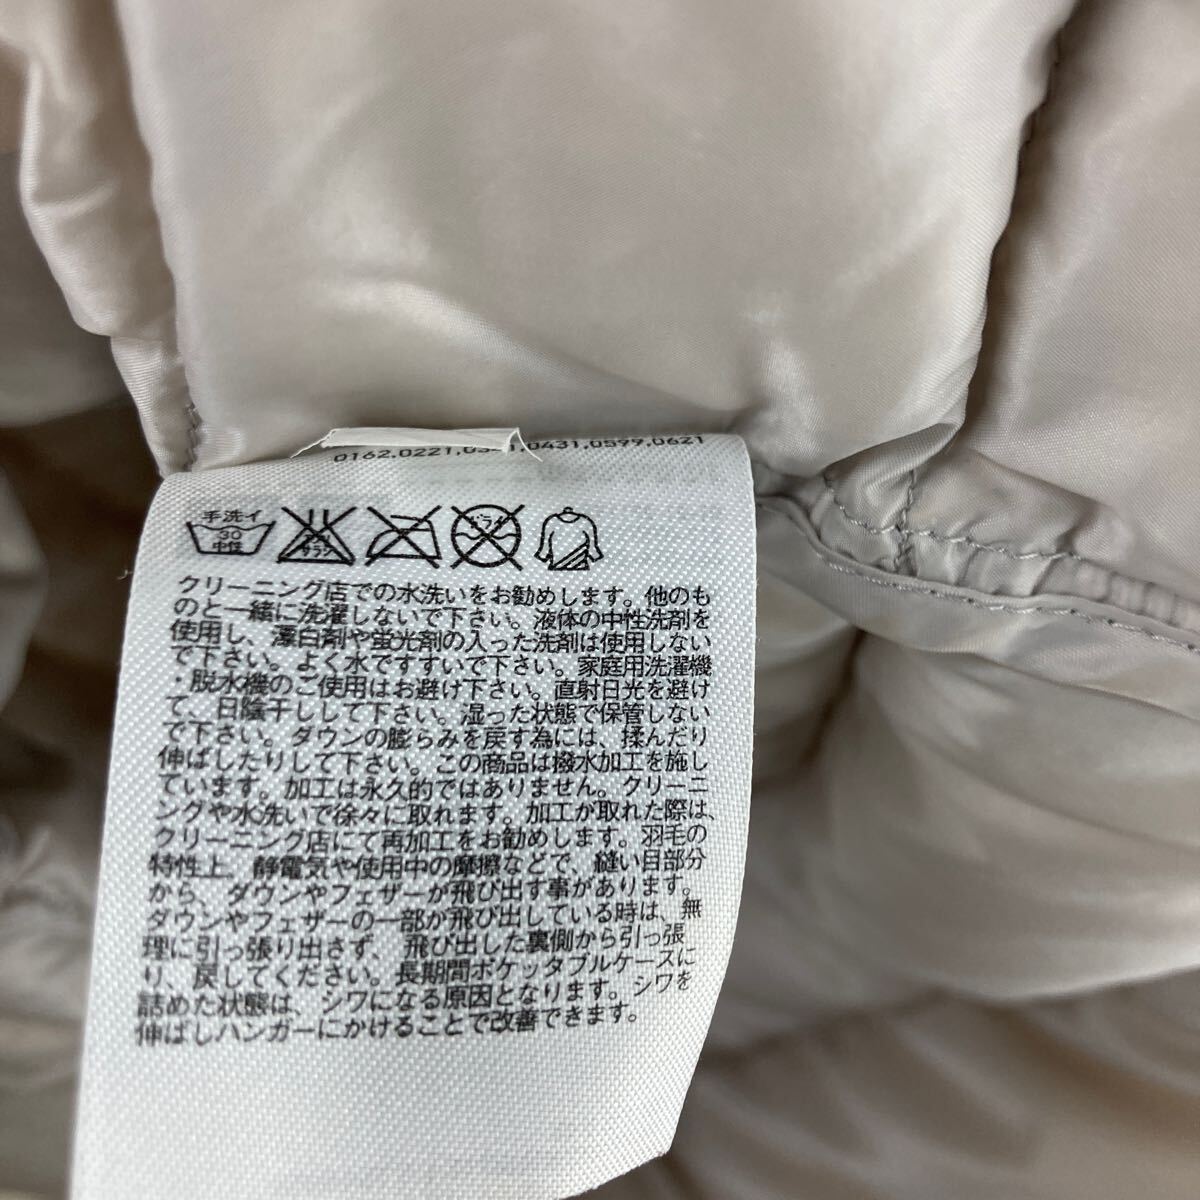 0162,0221,0431,0599,0621
手洗イ
30
中性
サラシ
ドライ
クリーニング店での水洗いをお勧めします。他のも
のと一緒に洗濯しないで下さい。液体の中性洗剤を
使用し、漂白剤や蛍光剤の入った洗剤は使用しない
で下さい。よく水ですすいで下さい。家庭用洗濯機
・脱水機のご使用はお避け下さい。直射日光を避け
て、日陰干しして下さい。湿った状態で保管しない
で下さい。ダウンの膨らみを戻す為には、揉んだり
伸ばしたりして下さい。この商品は撥水加工を施し
ています。加工は永久的ではありません。クリーニ
ングや水洗いで徐々に取れます。加工が取れた際は、
クリーニング店にて再加工をお勧めします。羽毛の
特性上、静電気や使用中の摩擦などで、縫い目部分
から、ダウンやフェザーが飛び出す事があります。
ダウンやフェザーの一部が飛び出している時は、無
理に引っ張り出さず、飛び出した裏側から引っ張
り、戻してください。長期間ポケッタブルケースに
詰めた状態は、シワになる原因となります。シワを
伸ばしハンガーにかけることで改善できます。